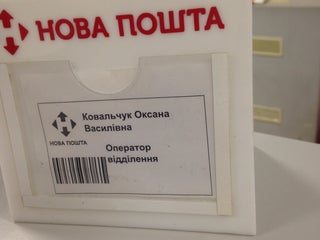 НОВА ПОШТА
Ковальчук Оксана
Василівна
НОВА ПОШТА
Оператор
відділення